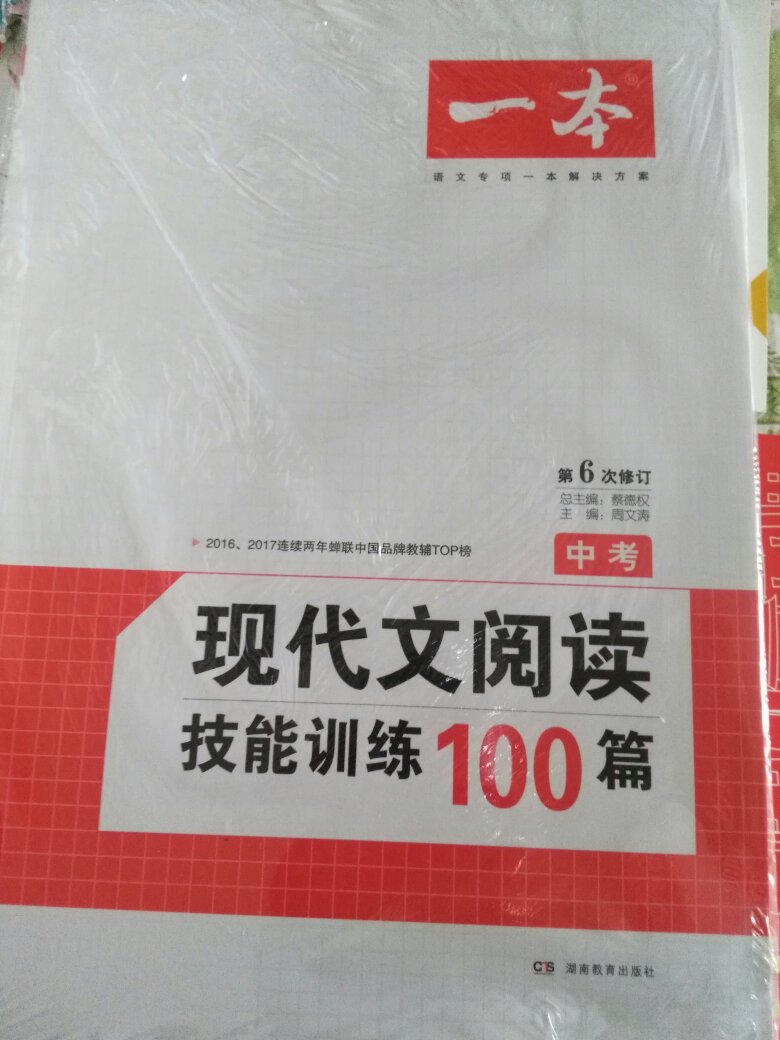 一本
语文专项一本解决方案
第6次修订
总主编：蔡德权
主　编：周文涛
▶ 2016、2017连续两年蝉联中国品牌教辅TOP榜
中考
现代文阅读
技能训练100篇
湖南教育出版社